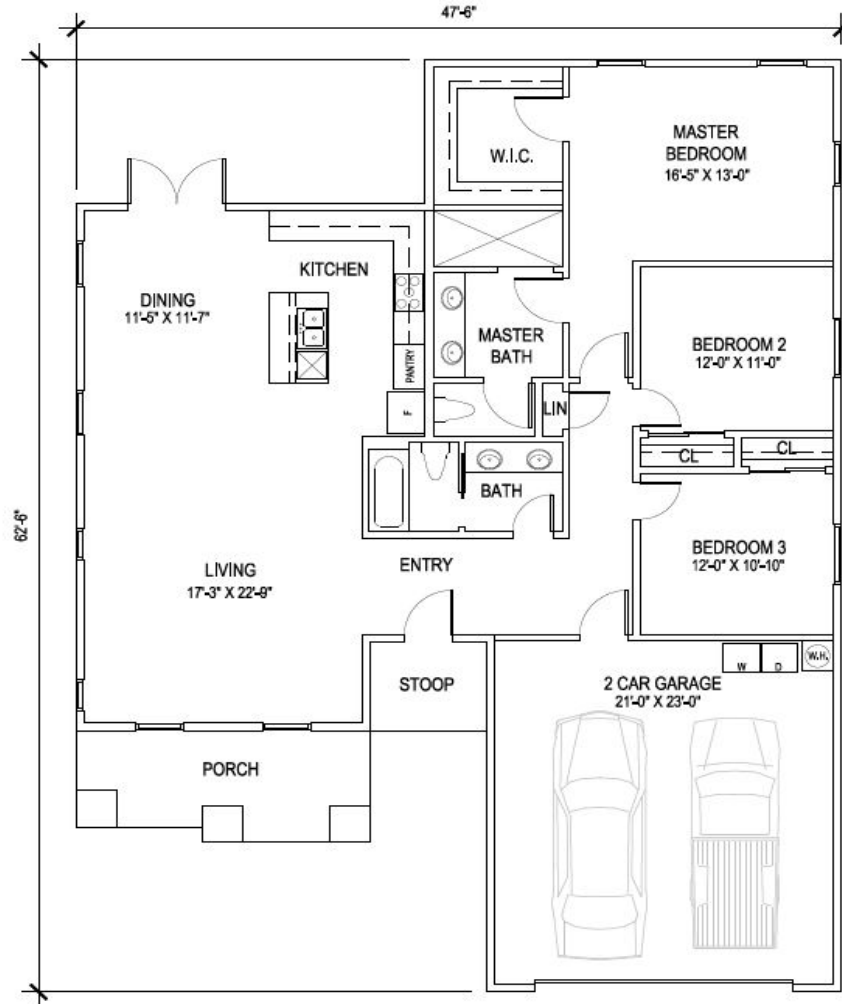 47'-6"
62'-6"
W.I.C.
MASTER
BEDROOM
16'-5" X 13'-0"
KITCHEN
DINING
11'-5" X 11'-7"
MASTER
BATH
PANTRY
F
LIN
BEDROOM 2
12'-0" X 11'-0"
CL
CL
BATH
BEDROOM 3
12'-0" X 10'-10"
LIVING
17'-3" X 22'-9"
ENTRY
STOOP
W
D
W.H.
2 CAR GARAGE
21'-0" X 23'-0"
PORCH